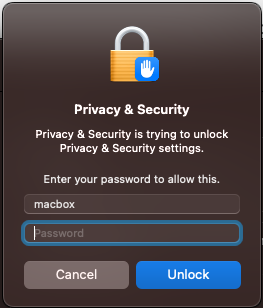 Privacy & Security
Privacy & Security is trying to unlock
Privacy & Security settings.
Enter your password to allow this.
macbox
Password
Cancel Unlock